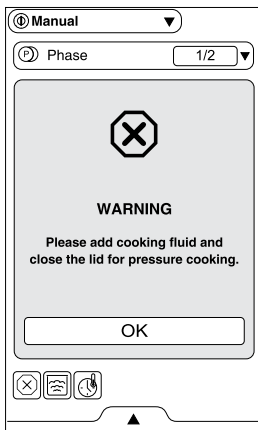 Manual
P Phase 1/2
WARNING
Please add cooking fluid and
close the lid for pressure cooking.
OK